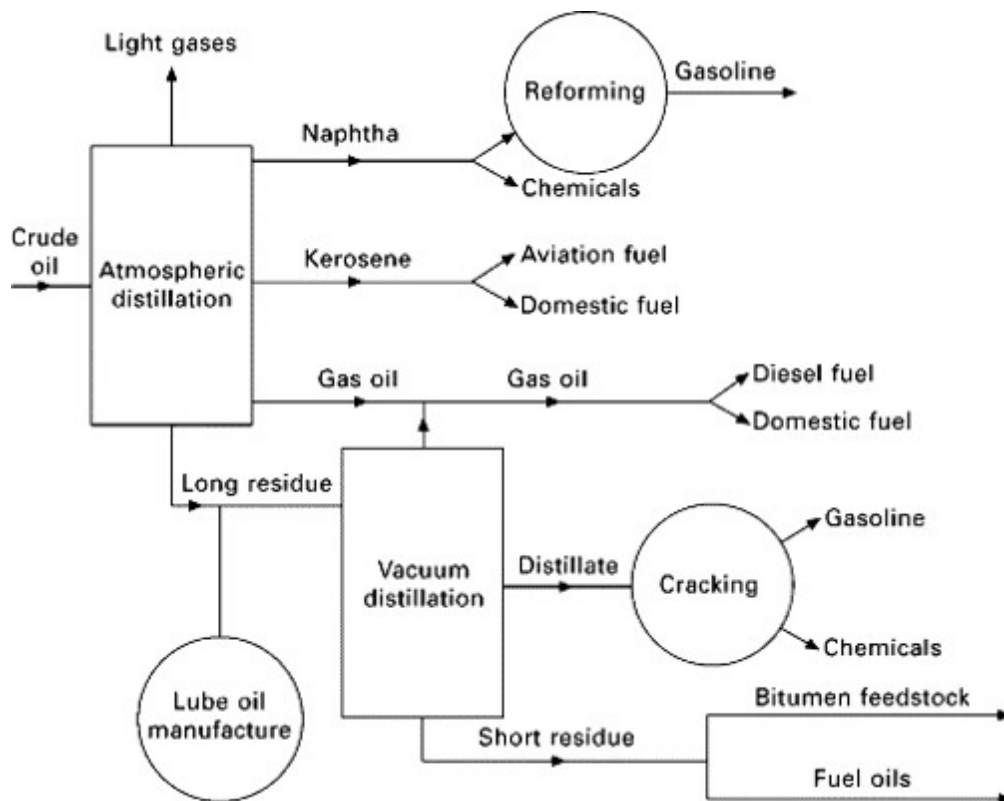 Light gases
Gasoline
Reforming
Naphtha
Chemicals
Crude
oil
Atmospheric
distillation
Kerosene
Aviation fuel
Domestic fuel
Gas oil
Gas oil
Diesel fuel
Domestic fuel
Long residue
Vacuum
distillation
Distillate
Cracking
Gasoline
Chemicals
Lube oil
manufacture
Short residue
Bitumen feedstock
Fuel oils